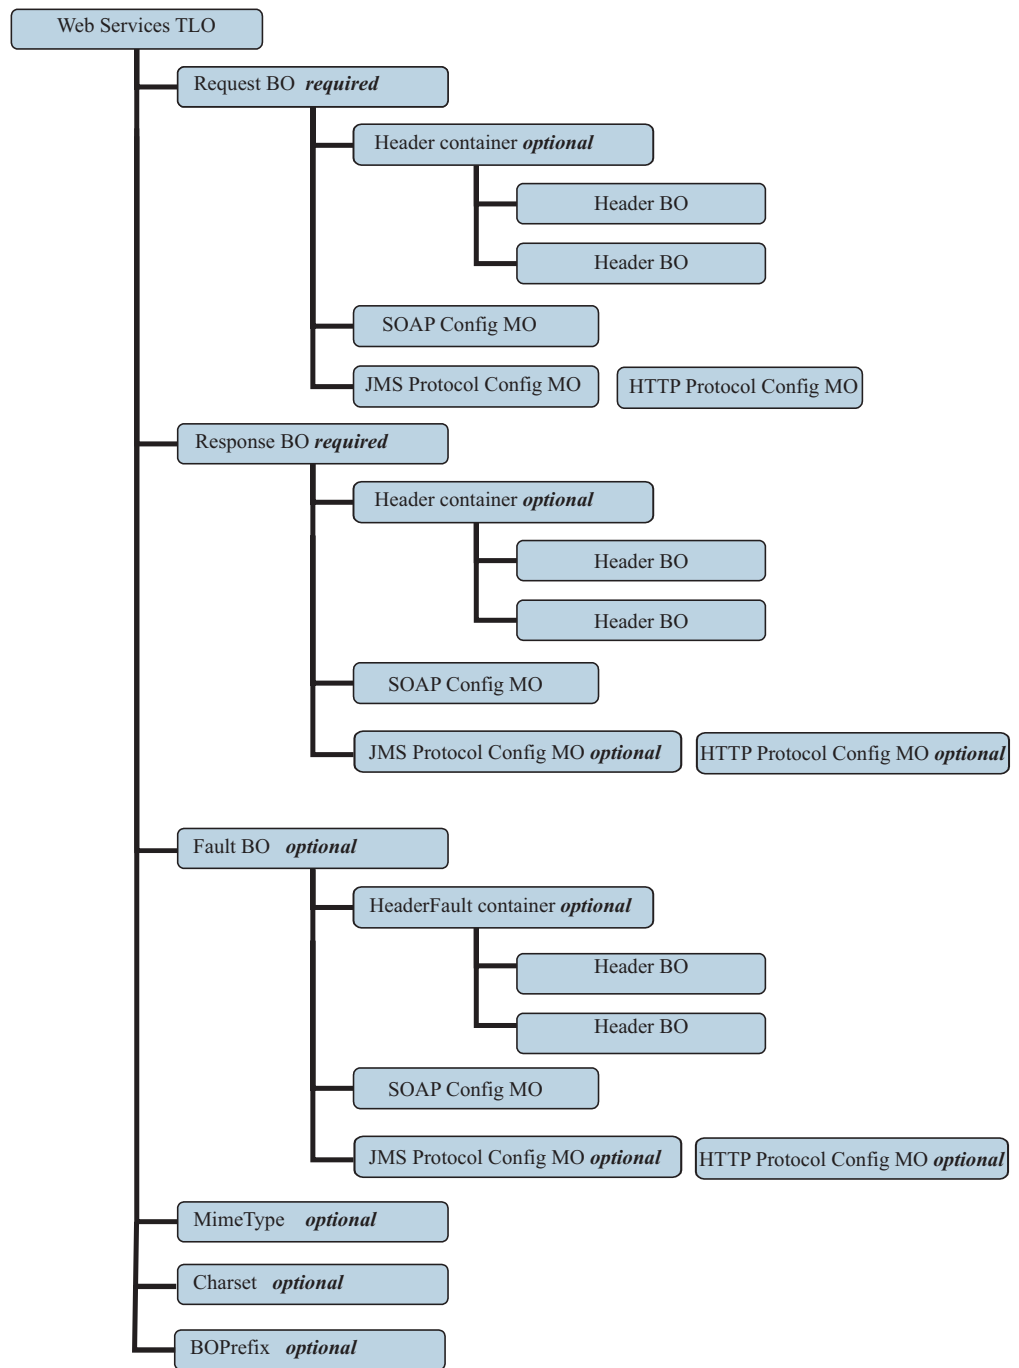 Web Services TLO
Request BO required
Header container optional
Header BO
Header BO
SOAP Config MO
JMS Protocol Config MO
HTTP Protocol Config MO
Response BO required
Header container optional
Header BO
Header BO
SOAP Config MO
JMS Protocol Config MO optional
HTTP Protocol Config MO optional
Fault BO optional
HeaderFault container optional
Header BO
Header BO
SOAP Config MO
JMS Protocol Config MO optional
HTTP Protocol Config MO optional
MimeType optional
Charset optional
BOPrefix optional